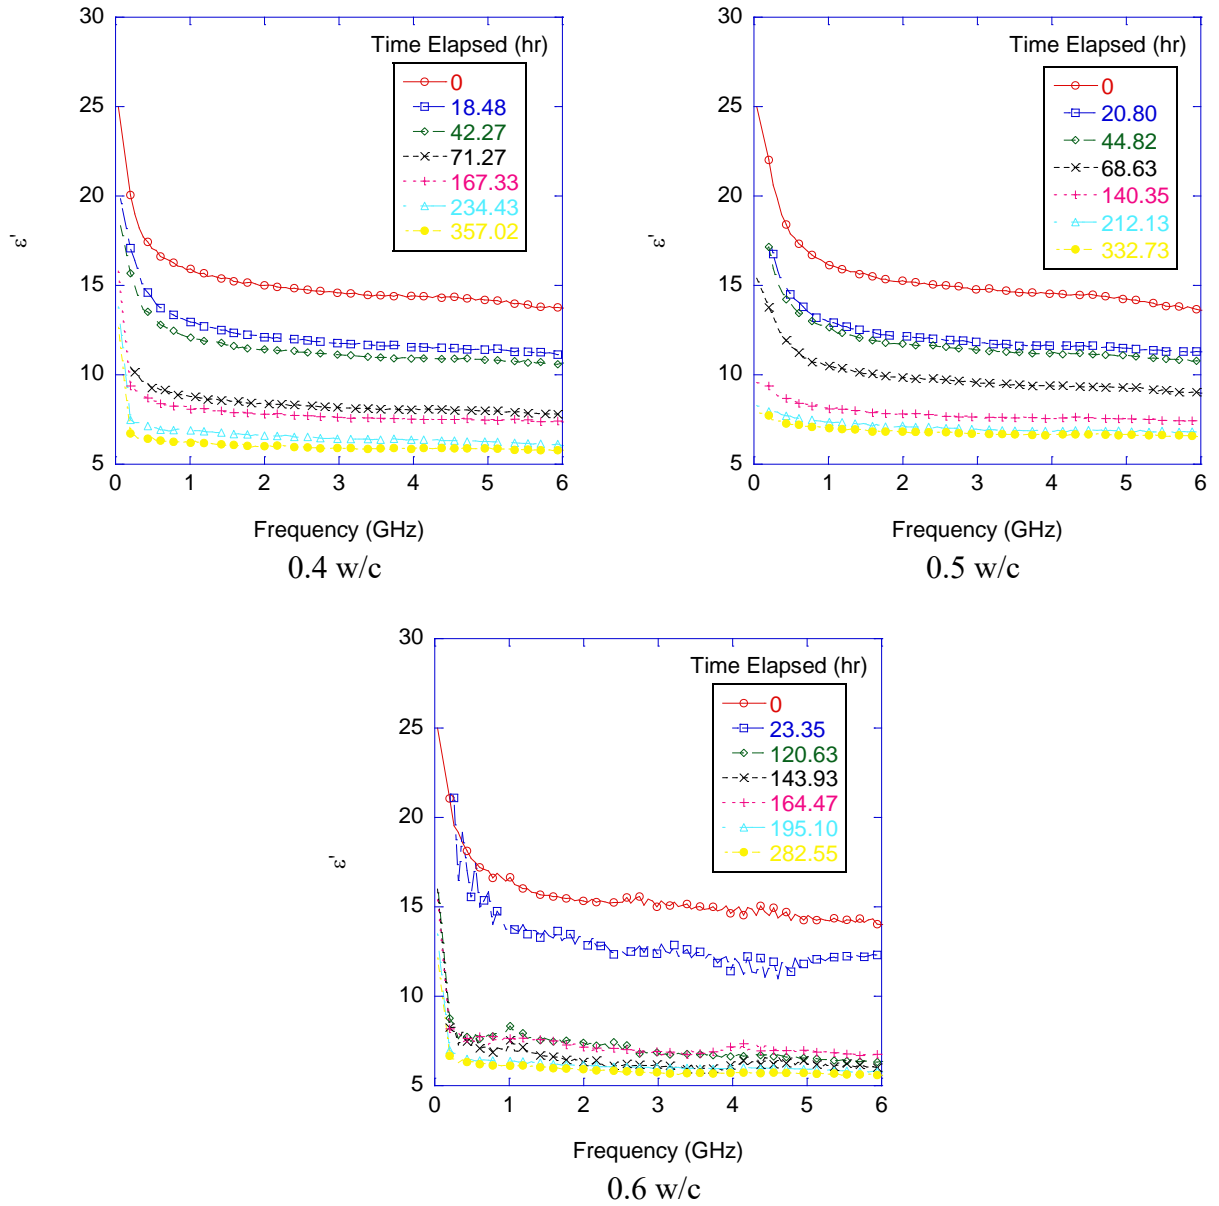 30
25
20
15
10
5
ε'
0 1 2 3 4 5 6
Time Elapsed (hr)
0
18.48
42.27
71.27
167.33
234.43
357.02
Frequency (GHz)
0.4 w/c
30
25
20
15
10
5
ε'
0 1 2 3 4 5 6
Time Elapsed (hr)
0
20.80
44.82
68.63
140.35
212.13
332.73
Frequency (GHz)
0.5 w/c
30
25
20
15
10
5
ε'
0 1 2 3 4 5 6
Time Elapsed (hr)
0
23.35
120.63
143.93
164.47
195.10
282.55
Frequency (GHz)
0.6 w/c